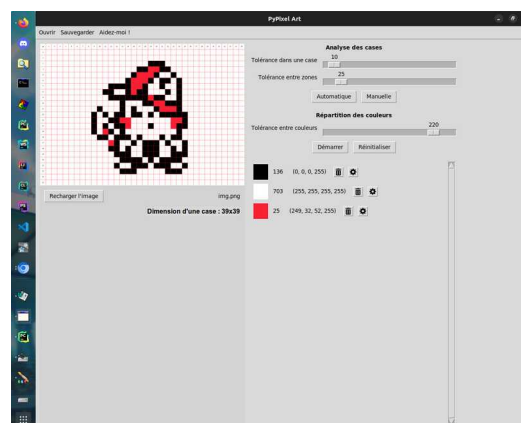 PyPixel Art
Ouvrir Sauvegarder Aidez-moi !
Analyse des cases
Tolérance dans une case 10
Tolérance entre zones 25
Automatique Manuelle
Répartition des couleurs
Tolérance entre couleurs 220
Démarrer Réinitialiser
136 (0, 0, 0, 255)
703 (255, 255, 255, 255)
25 (249, 32, 52, 255)
Recharger l'image img.png
Dimension d'une case : 39x39